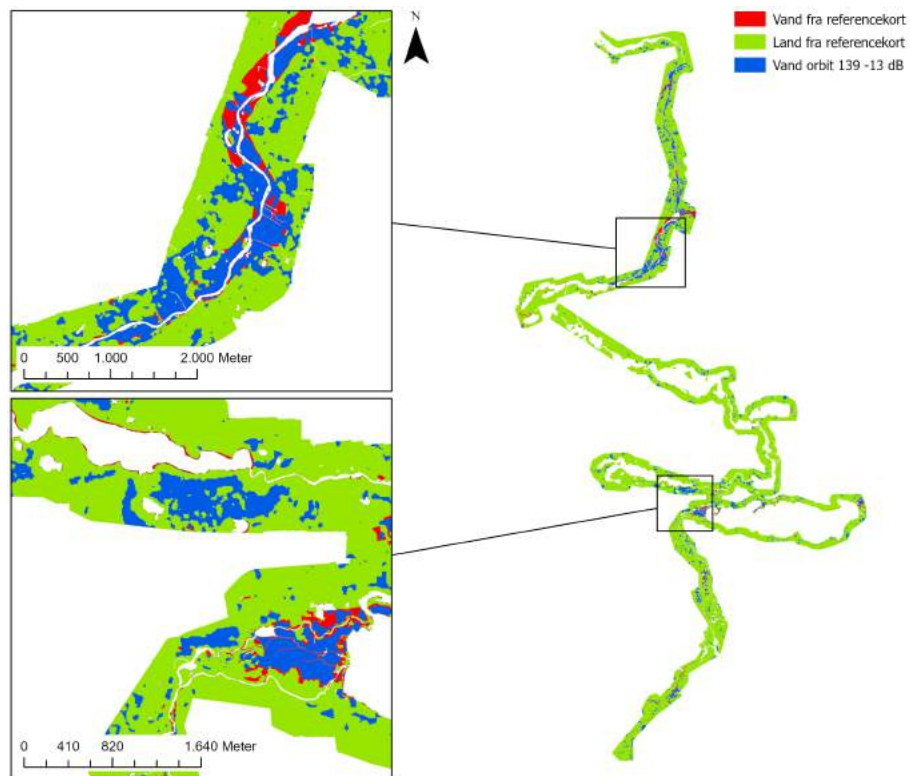 N
Vand fra referencekort
Land fra referencekort
Vand orbit 139 -13 dB
0 500 1.000 2.000 Meter
0 410 820 1.640 Meter